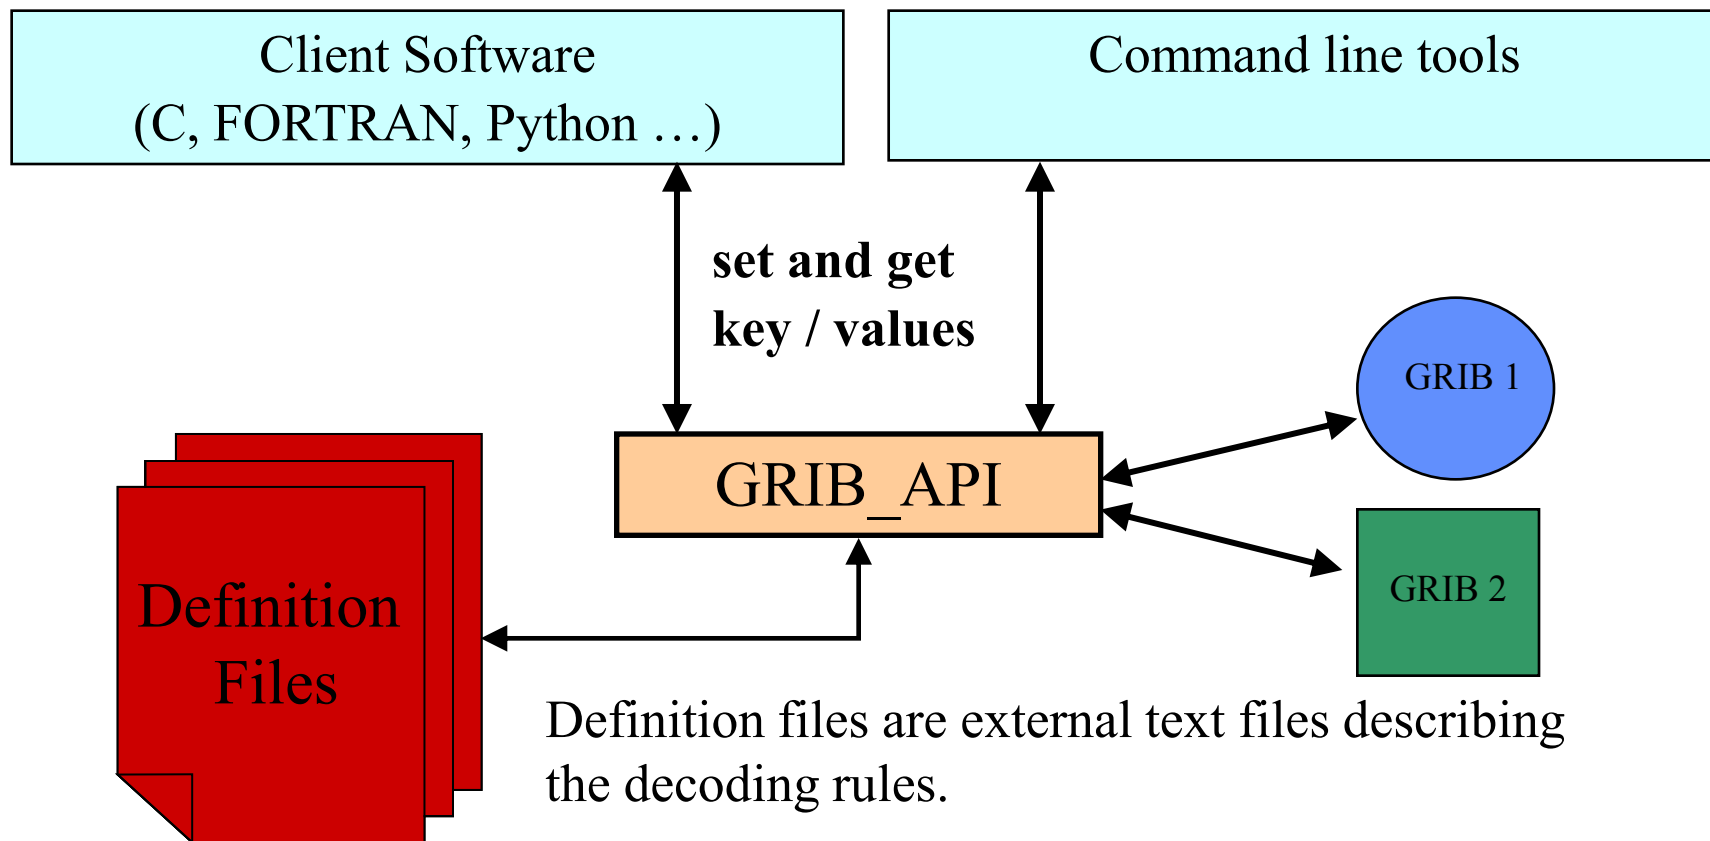 Client Software
(C, FORTRAN, Python …)
Command line tools
set and get
key / values
GRIB 1
GRIB_API
GRIB 2
Definition
Files
Definition files are external text files describing
the decoding rules.